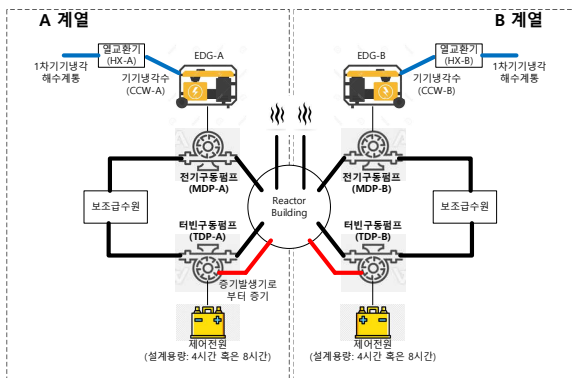 A 계열
B 계열
열교환기
(HX-A)
EDG-A
EDG-B
열교환기
(HX-B)
1차기기냉각
해수계통
기기냉각수
(CCW-A)
기기냉각수
(CCW-B)
1차기기냉각
해수계통
전기구동펌프
(MDP-A)
전기구동펌프
(MDP-B)
보조급수원
Reactor
Building
보조급수원
터빈구동펌프
(TDP-A)
터빈구동펌프
(TDP-B)
증기발생기로
부터 증기
제어전원
(설계용량: 4시간 혹은 8시간)
제어전원
(설계용량: 4시간 혹은 8시간)